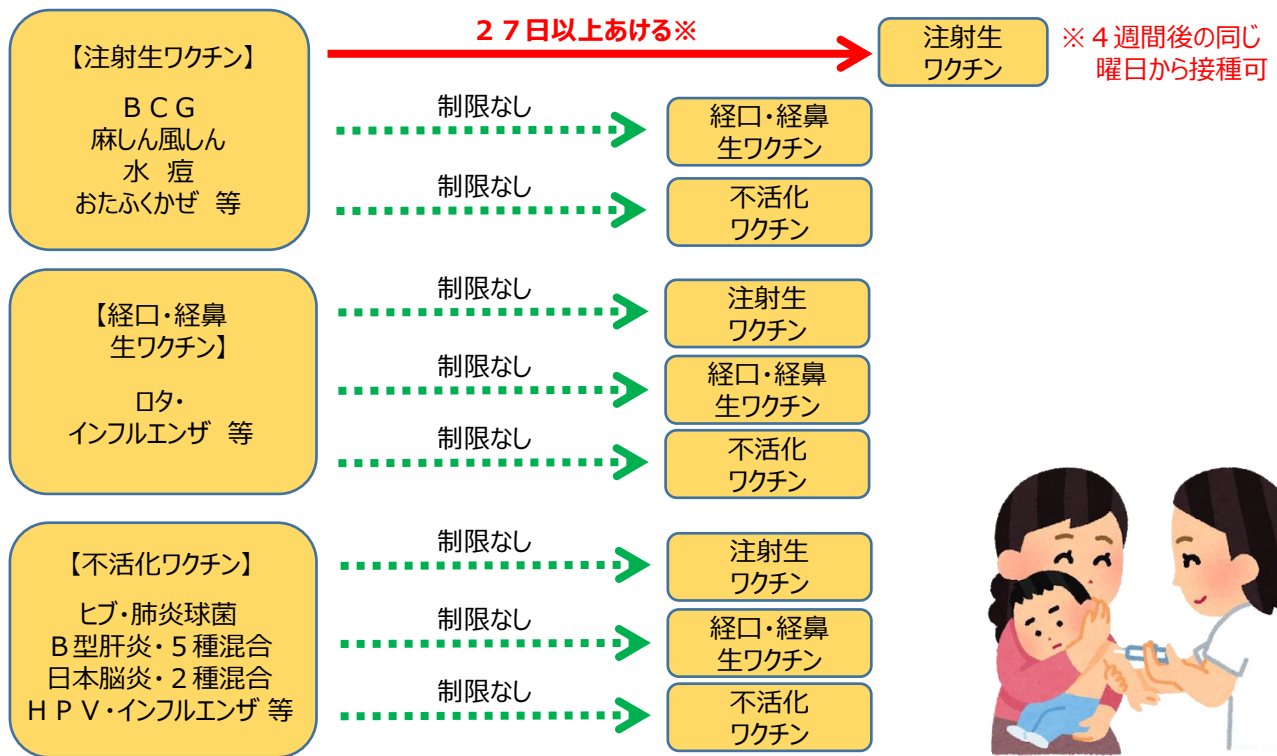 【注射生ワクチン】
ＢＣＧ
麻しん風しん
水 痘
おたふくかぜ 等
２７日以上あける※
注射生
ワクチン
※４週間後の同じ
曜日から接種可
制限なし
経口・経鼻
生ワクチン
制限なし
不活化
ワクチン
【経口・経鼻
生ワクチン】
ロタ・
インフルエンザ 等
制限なし
注射生
ワクチン
制限なし
経口・経鼻
生ワクチン
制限なし
不活化
ワクチン
【不活化ワクチン】
ヒブ・肺炎球菌
Ｂ型肝炎・５種混合
日本脳炎・２種混合
ＨＰＶ・インフルエンザ 等
制限なし
注射生
ワクチン
制限なし
経口・経鼻
生ワクチン
制限なし
不活化
ワクチン